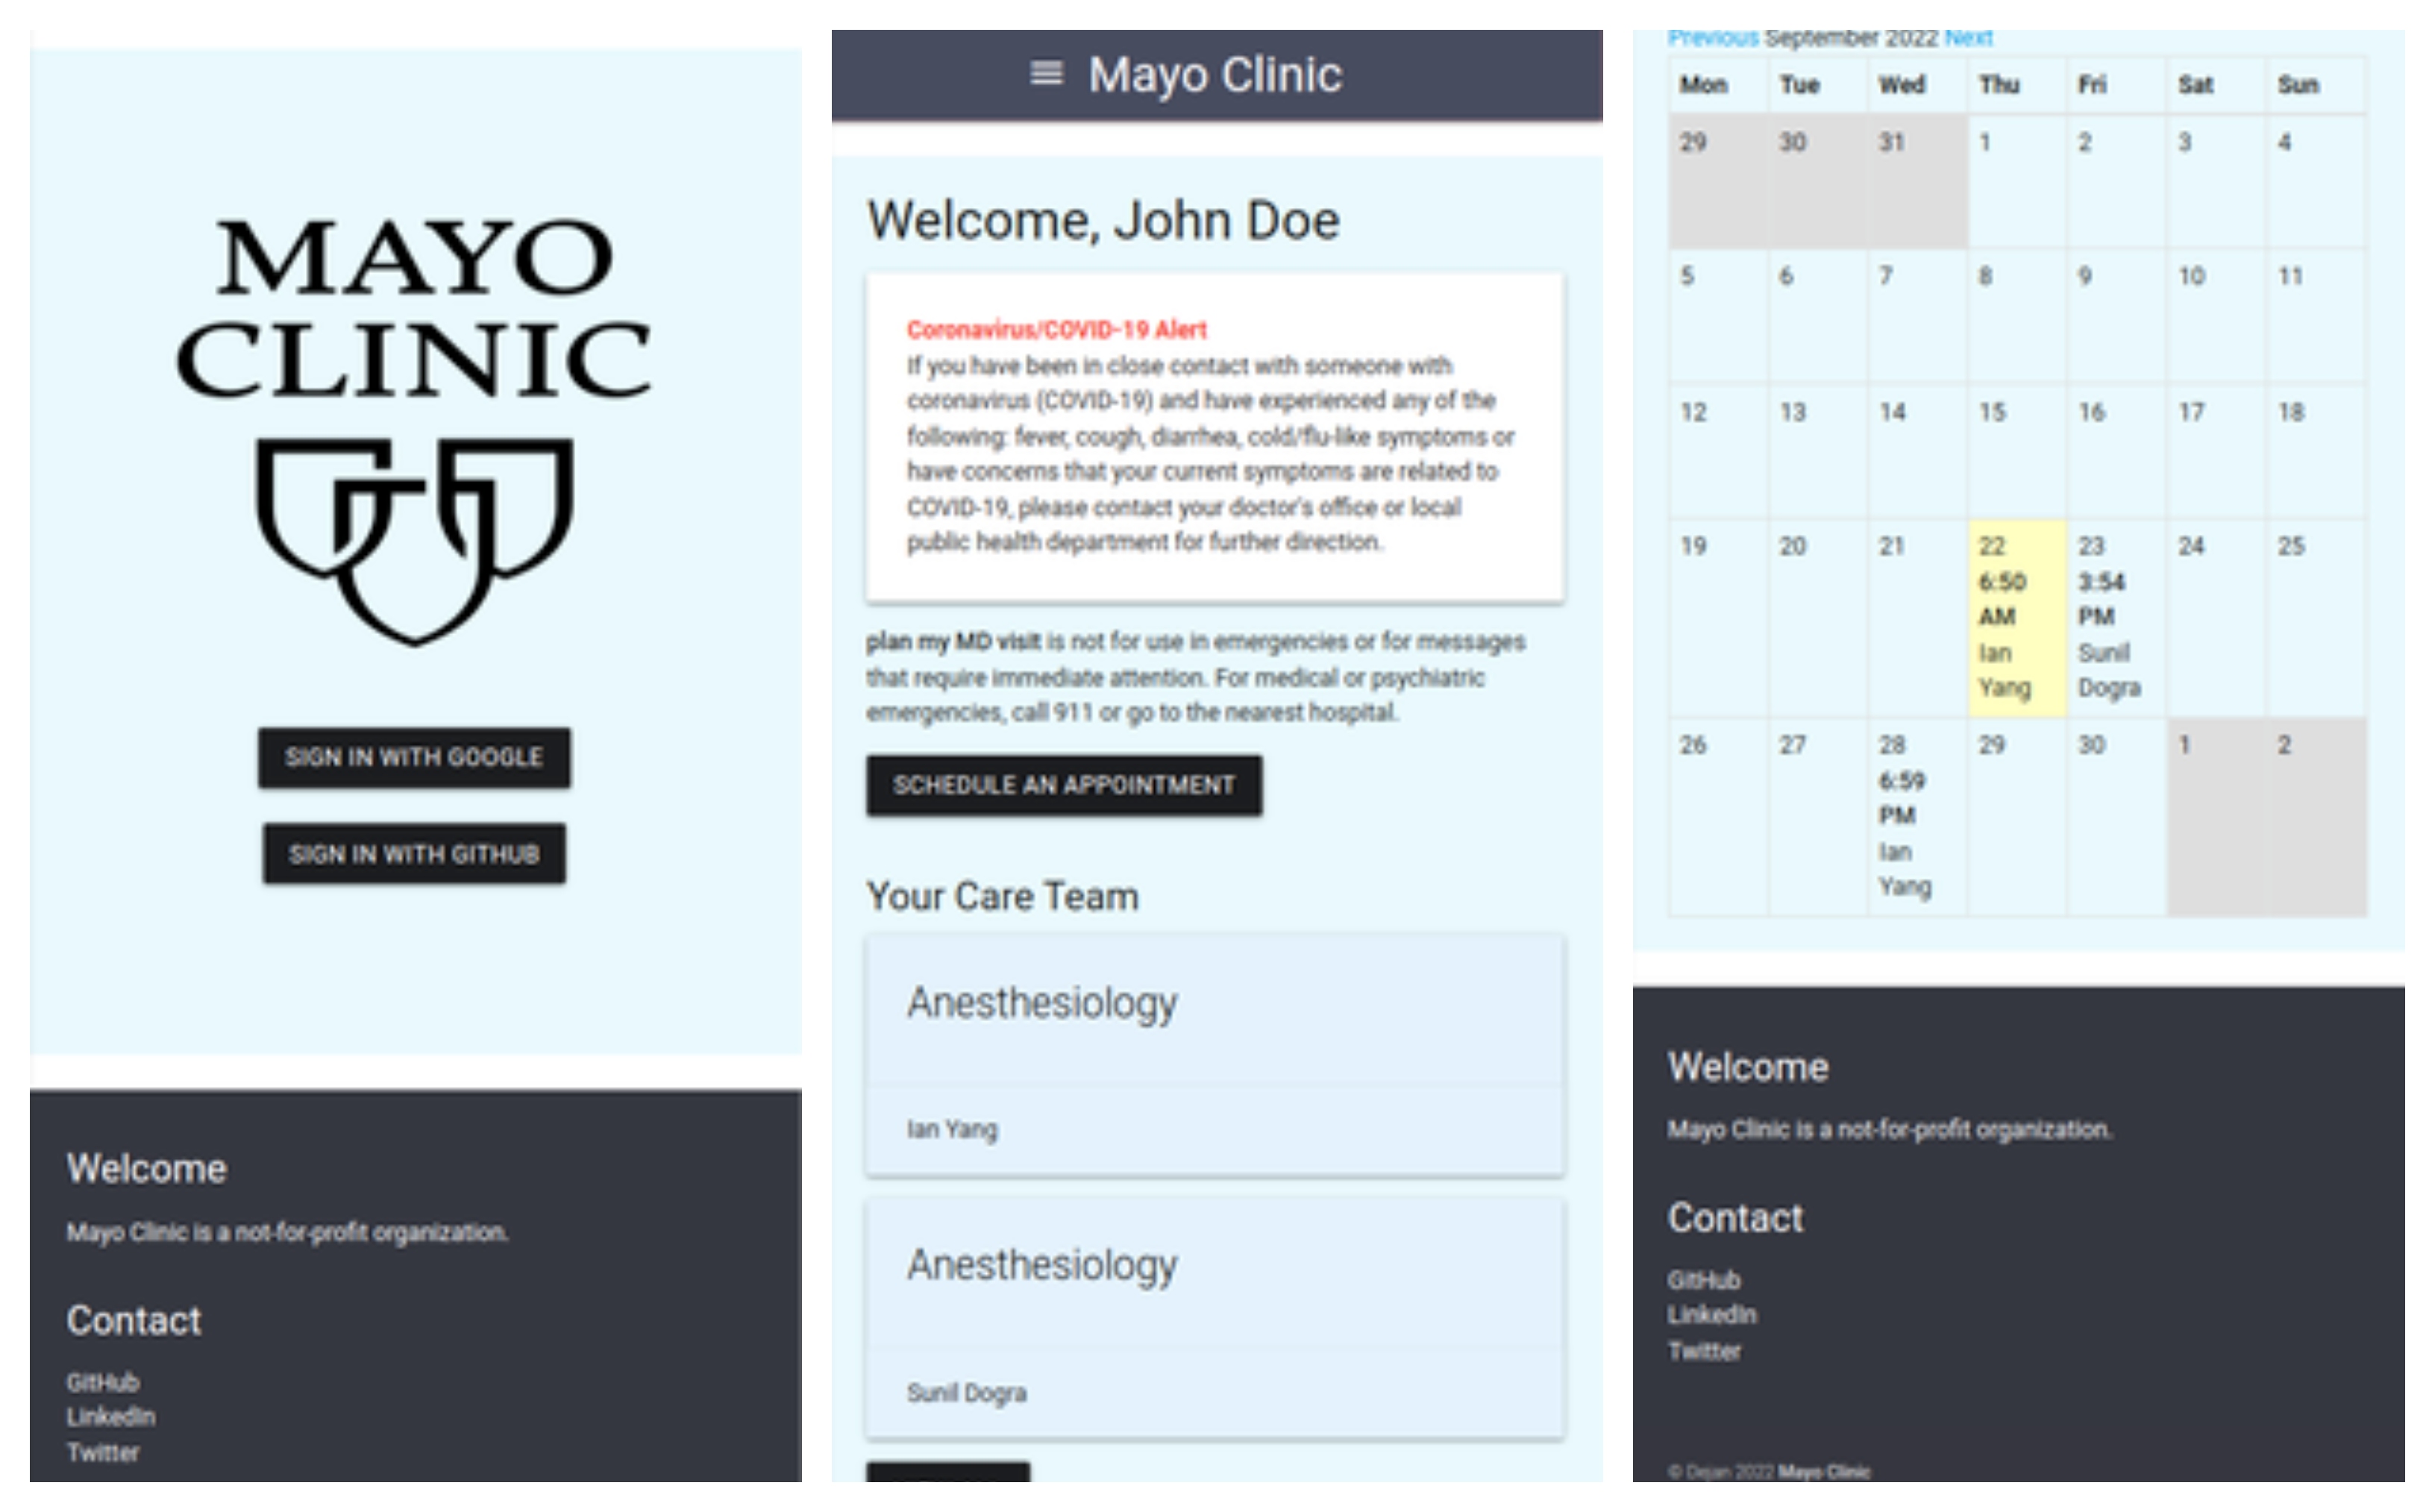 MAYO
CLINIC
SIGN IN WITH GOOGLE
SIGN IN WITH GITHUB
Welcome
Mayo Clinic is a not-for-profit organization.
Contact
GitHub
LinkedIn
Twitter
Mayo Clinic
Welcome, John Doe
Coronavirus/COVID-19 Alert
If you have been in close contact with someone with
coronavirus (COVID-19) and have experienced any of the
following: fever, cough, diarrhea, cold/flu-like symptoms or
have concerns that your current symptoms are related to
COVID-19, please contact your doctor's office or local
public health department for further direction.
plan my MD visit is not for use in emergencies or for messages
that require immediate attention. For medical or psychiatric
emergencies, call 911 or go to the nearest hospital.
SCHEDULE AN APPOINTMENT
Your Care Team
Anesthesiology
Ian Yang
Anesthesiology
Sunil Dogra
Previous September 2022 Next
Mon Tue Wed Thu Fri Sat Sun
29 30 31 1 2 3 4
5 6 7 8 9 10 11
12 13 14 15 16 17 18
19 20 21 22 23 24 25
6:50 3:54
AM PM
Ian Sunil
Yang Dogra
26 27 28 29 30 1 2
6:59
PM
Ian
Yang
Welcome
Mayo Clinic is a not-for-profit organization.
Contact
GitHub
LinkedIn
Twitter
© Dejan 2022 Mayo Clinic